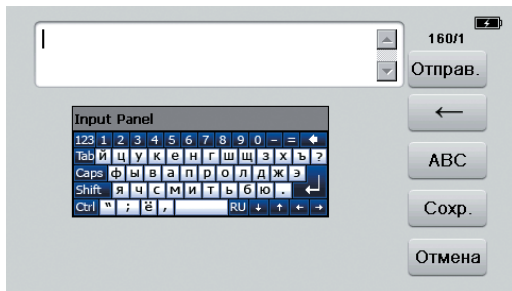 160/1
Отправ.
←
ABC
Сохр.
Отмена
Input Panel
123 1 2 3 4 5 6 7 8 9 0 - =
Tab й ц у к е н г ш щ з х ъ ?
Caps ф ы в а п р о л д ж э
Shift я ч с м и т ь б ю .
Ctrl " ; ё , RU ↓ ↑ ← →